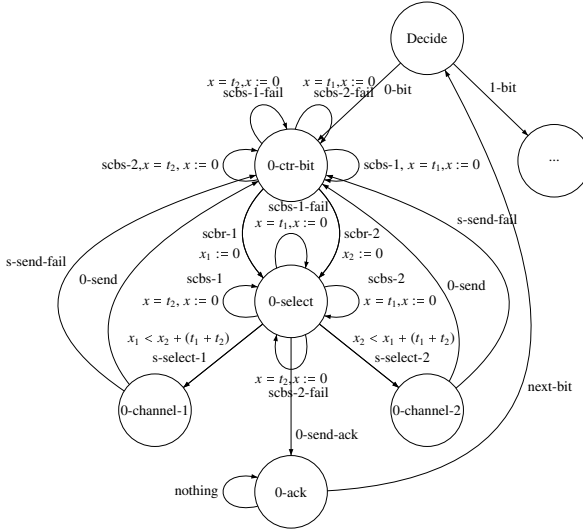 Decide
x = t₂,x := 0
x = t₁,x := 0
scbs-1-fail
scbs-2-fail
0-bit
1-bit
...
scbs-2,x = t₂, x := 0
0-ctr-bit
scbs-1, x = t₁,x := 0
scbs-1-fail
x = t₁,x := 0
scbr-1
x₁ := 0
scbr-2
x₂ := 0
s-send-fail
0-send
0-send
s-send-fail
scbs-1
x = t₂, x := 0
0-select
scbs-2
x = t₁,x := 0
x₁ < x₂ + (t₁ + t₂)
s-select-1
x₂ < x₁ + (t₁ + t₂)
s-select-2
x = t₂,x := 0
scbs-2-fail
next-bit
0-channel-1
0-channel-2
0-send-ack
nothing
0-ack